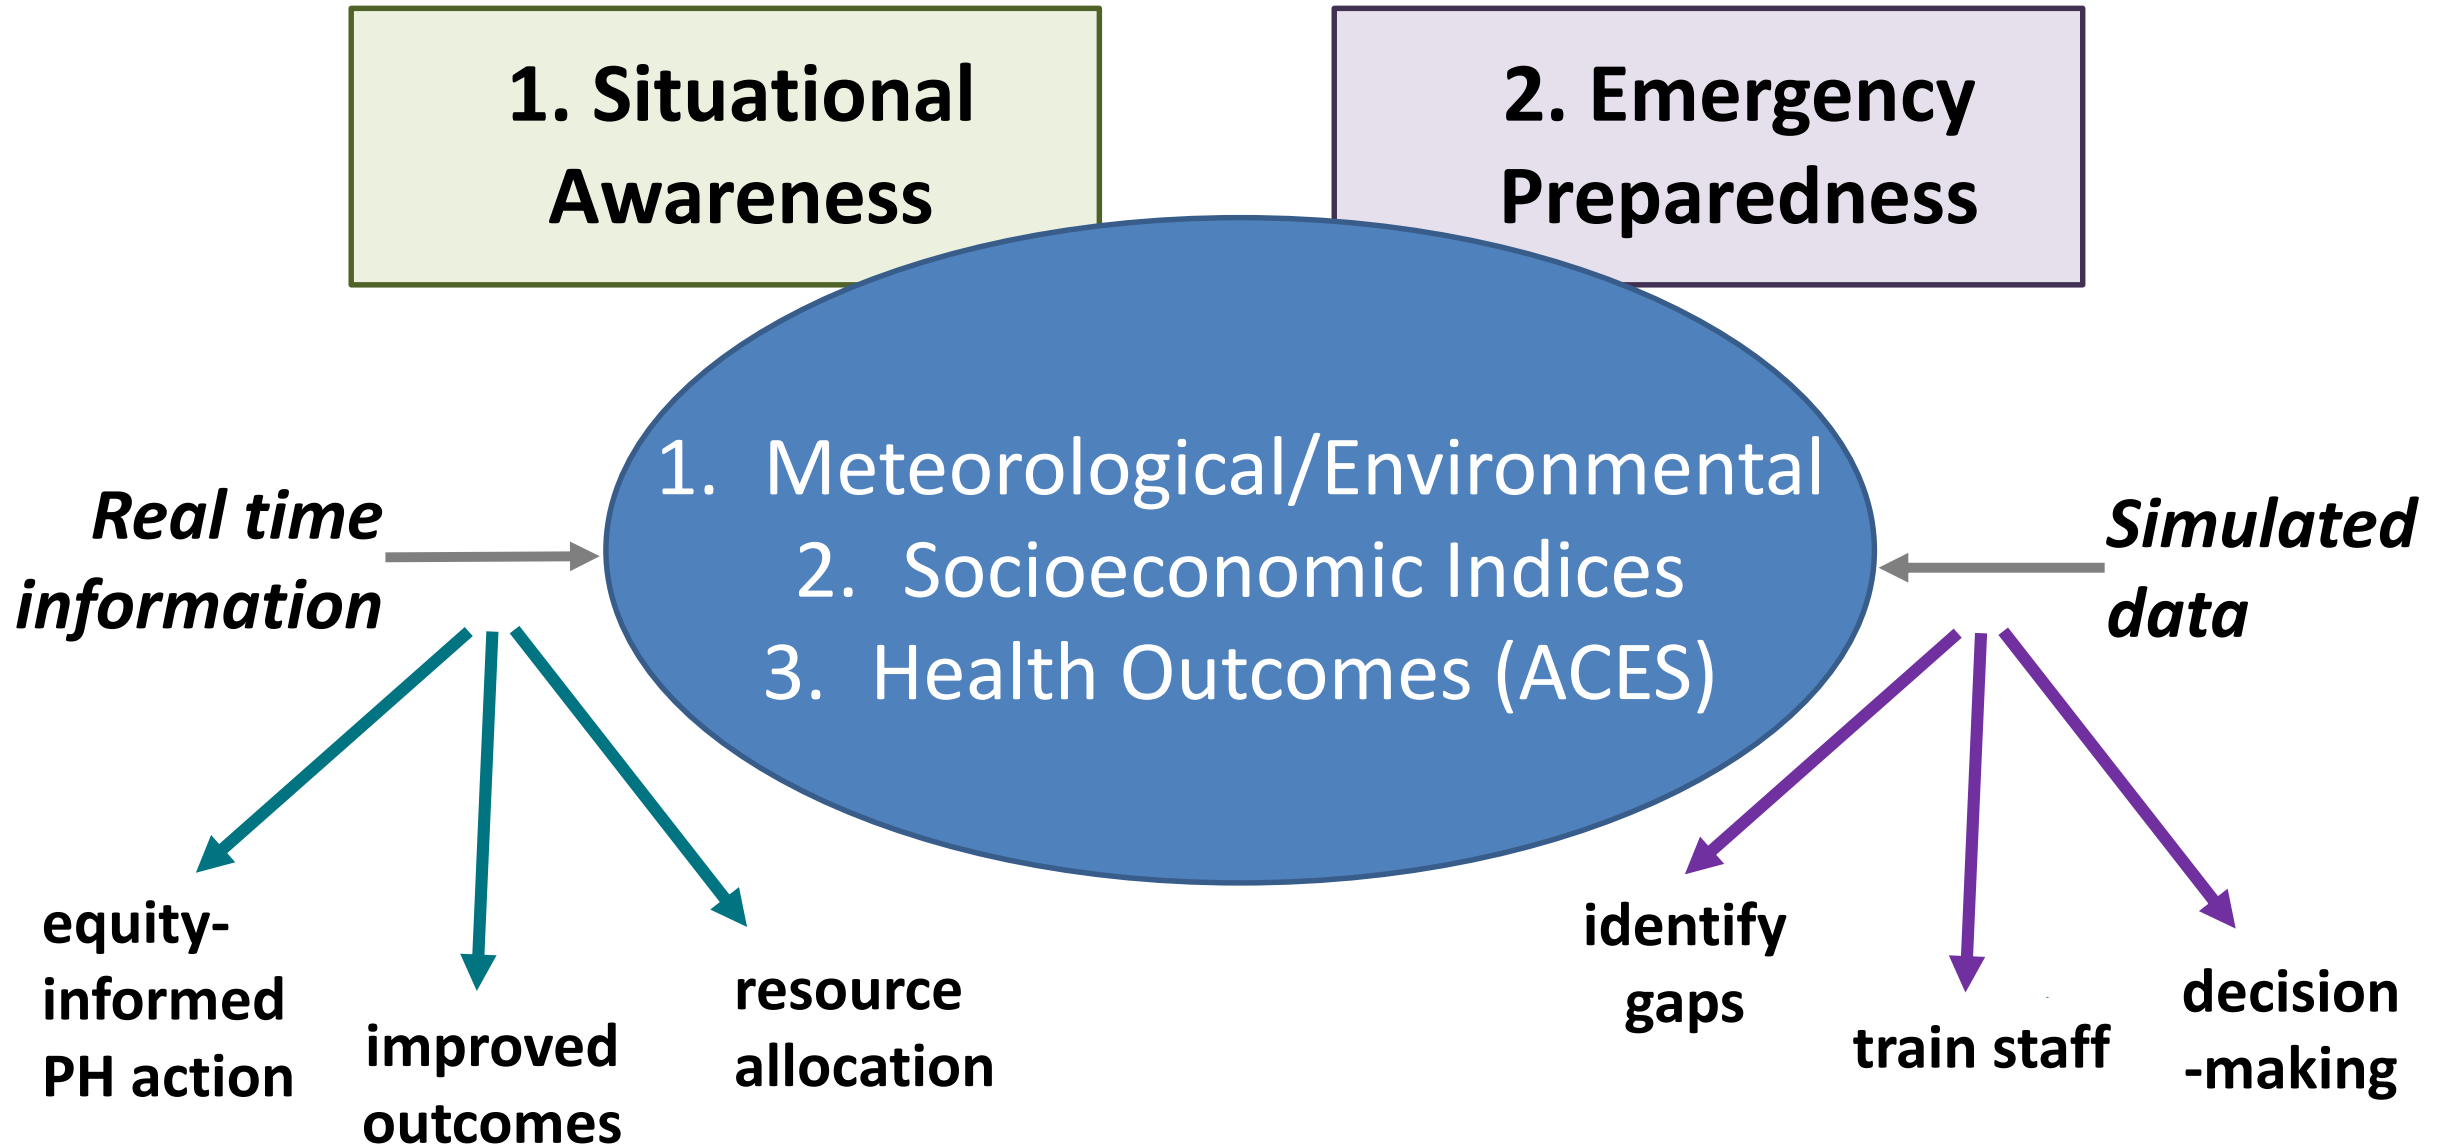 1. Situational
Awareness
2. Emergency
Preparedness
1. Meteorological/Environmental
2. Socioeconomic Indices
3. Health Outcomes (ACES)
Real time
information
Simulated
data
equity-
informed
PH action
improved
outcomes
resource
allocation
identify
gaps
train staff
decision
-making